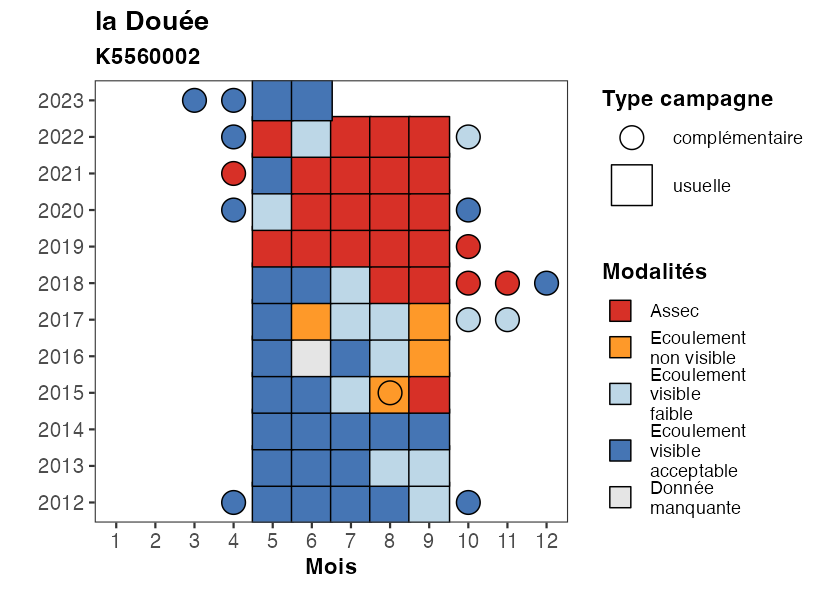 la Douée
K5560002
2023
2022
2021
2020
2019
2018
2017
2016
2015
2014
2013
2012
1 2 3 4 5 6 7 8 9 10 11 12
Mois
Type campagne
complémentaire
usuelle
Modalités
Assec
Ecoulement
non visible
Ecoulement
visible
faible
Ecoulement
visible
acceptable
Donnée
manquante